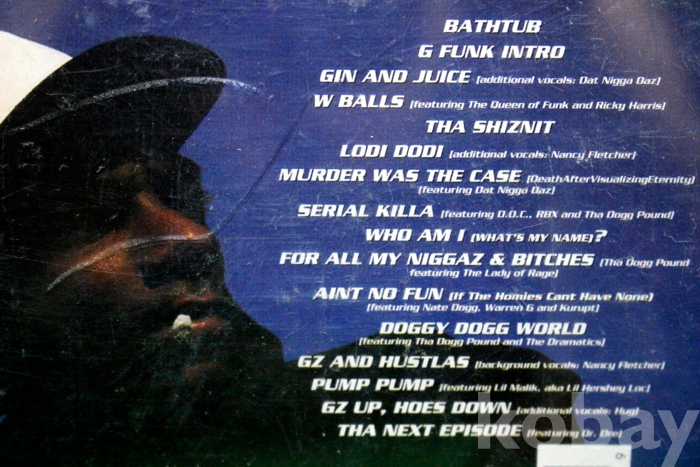 BATHTUB
G FUNK INTRO
GIN AND JUICE (additional vocals: Dat Nigga Daz)
W BALLS (featuring The Queen of Funk and Ricky Harris)
THA SHIZNIT
LODI DODI (additional vocals: Nancy Fletcher)
MURDER WAS THE CASE (DeathAfterVisualizingEternity)
(featuring Dat Nigga Daz)
SERIAL KILLA (featuring D.O.C., RBX and Tha Dogg Pound)
WHO AM I (WHAT'S MY NAME)?
FOR ALL MY NIGGAZ & BITCHES (Tha Dogg Pound
featuring The Lady of Rage)
AINT NO FUN (If The Homies Cant Have None)
(featuring Nate Dogg, Warren G and Kurupt)
DOGGY DOGG WORLD
(featuring Tha Dogg Pound and The Dramatics)
GZ AND HUSTLAS (background vocals: Nancy Fletcher)
PUMP PUMP (featuring Lil Malik, aka Lil Hershey Loc)
GZ UP, HOES DOWN (additional vocals: Hug)
THA NEXT EPISODE (featuring Dr. Dre)
kobay